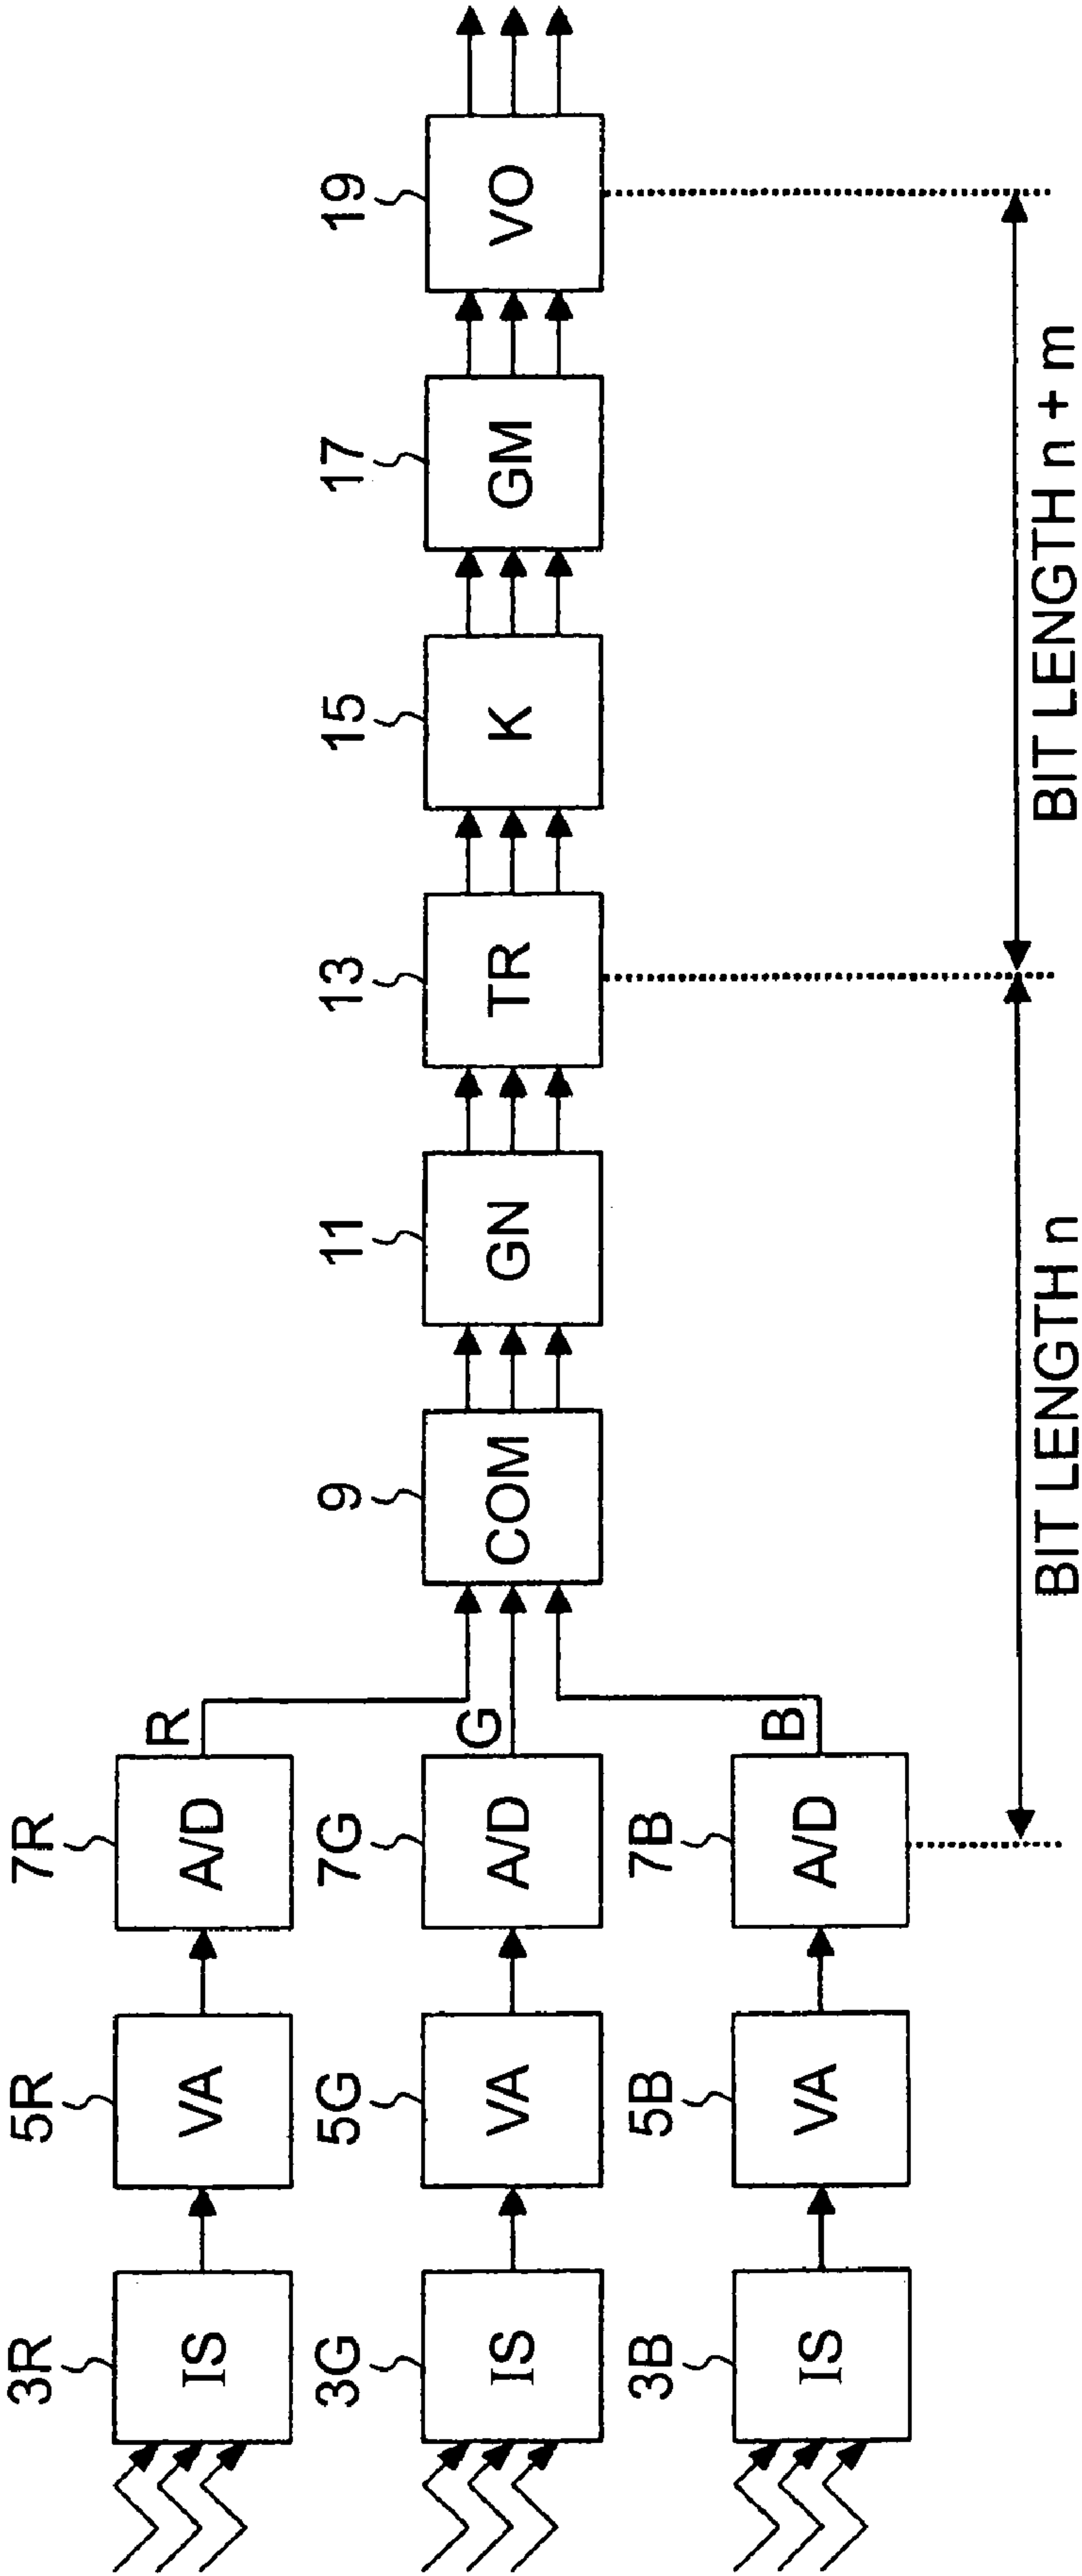 3R
IS
5R
VA
7R
A/D
R
3G
IS
5G
VA
7G
A/D
G
3B
IS
5B
VA
7B
A/D
B
9
COM
11
GN
13
TR
15
K
17
GM
19
VO
BIT LENGTH n
BIT LENGTH n + m